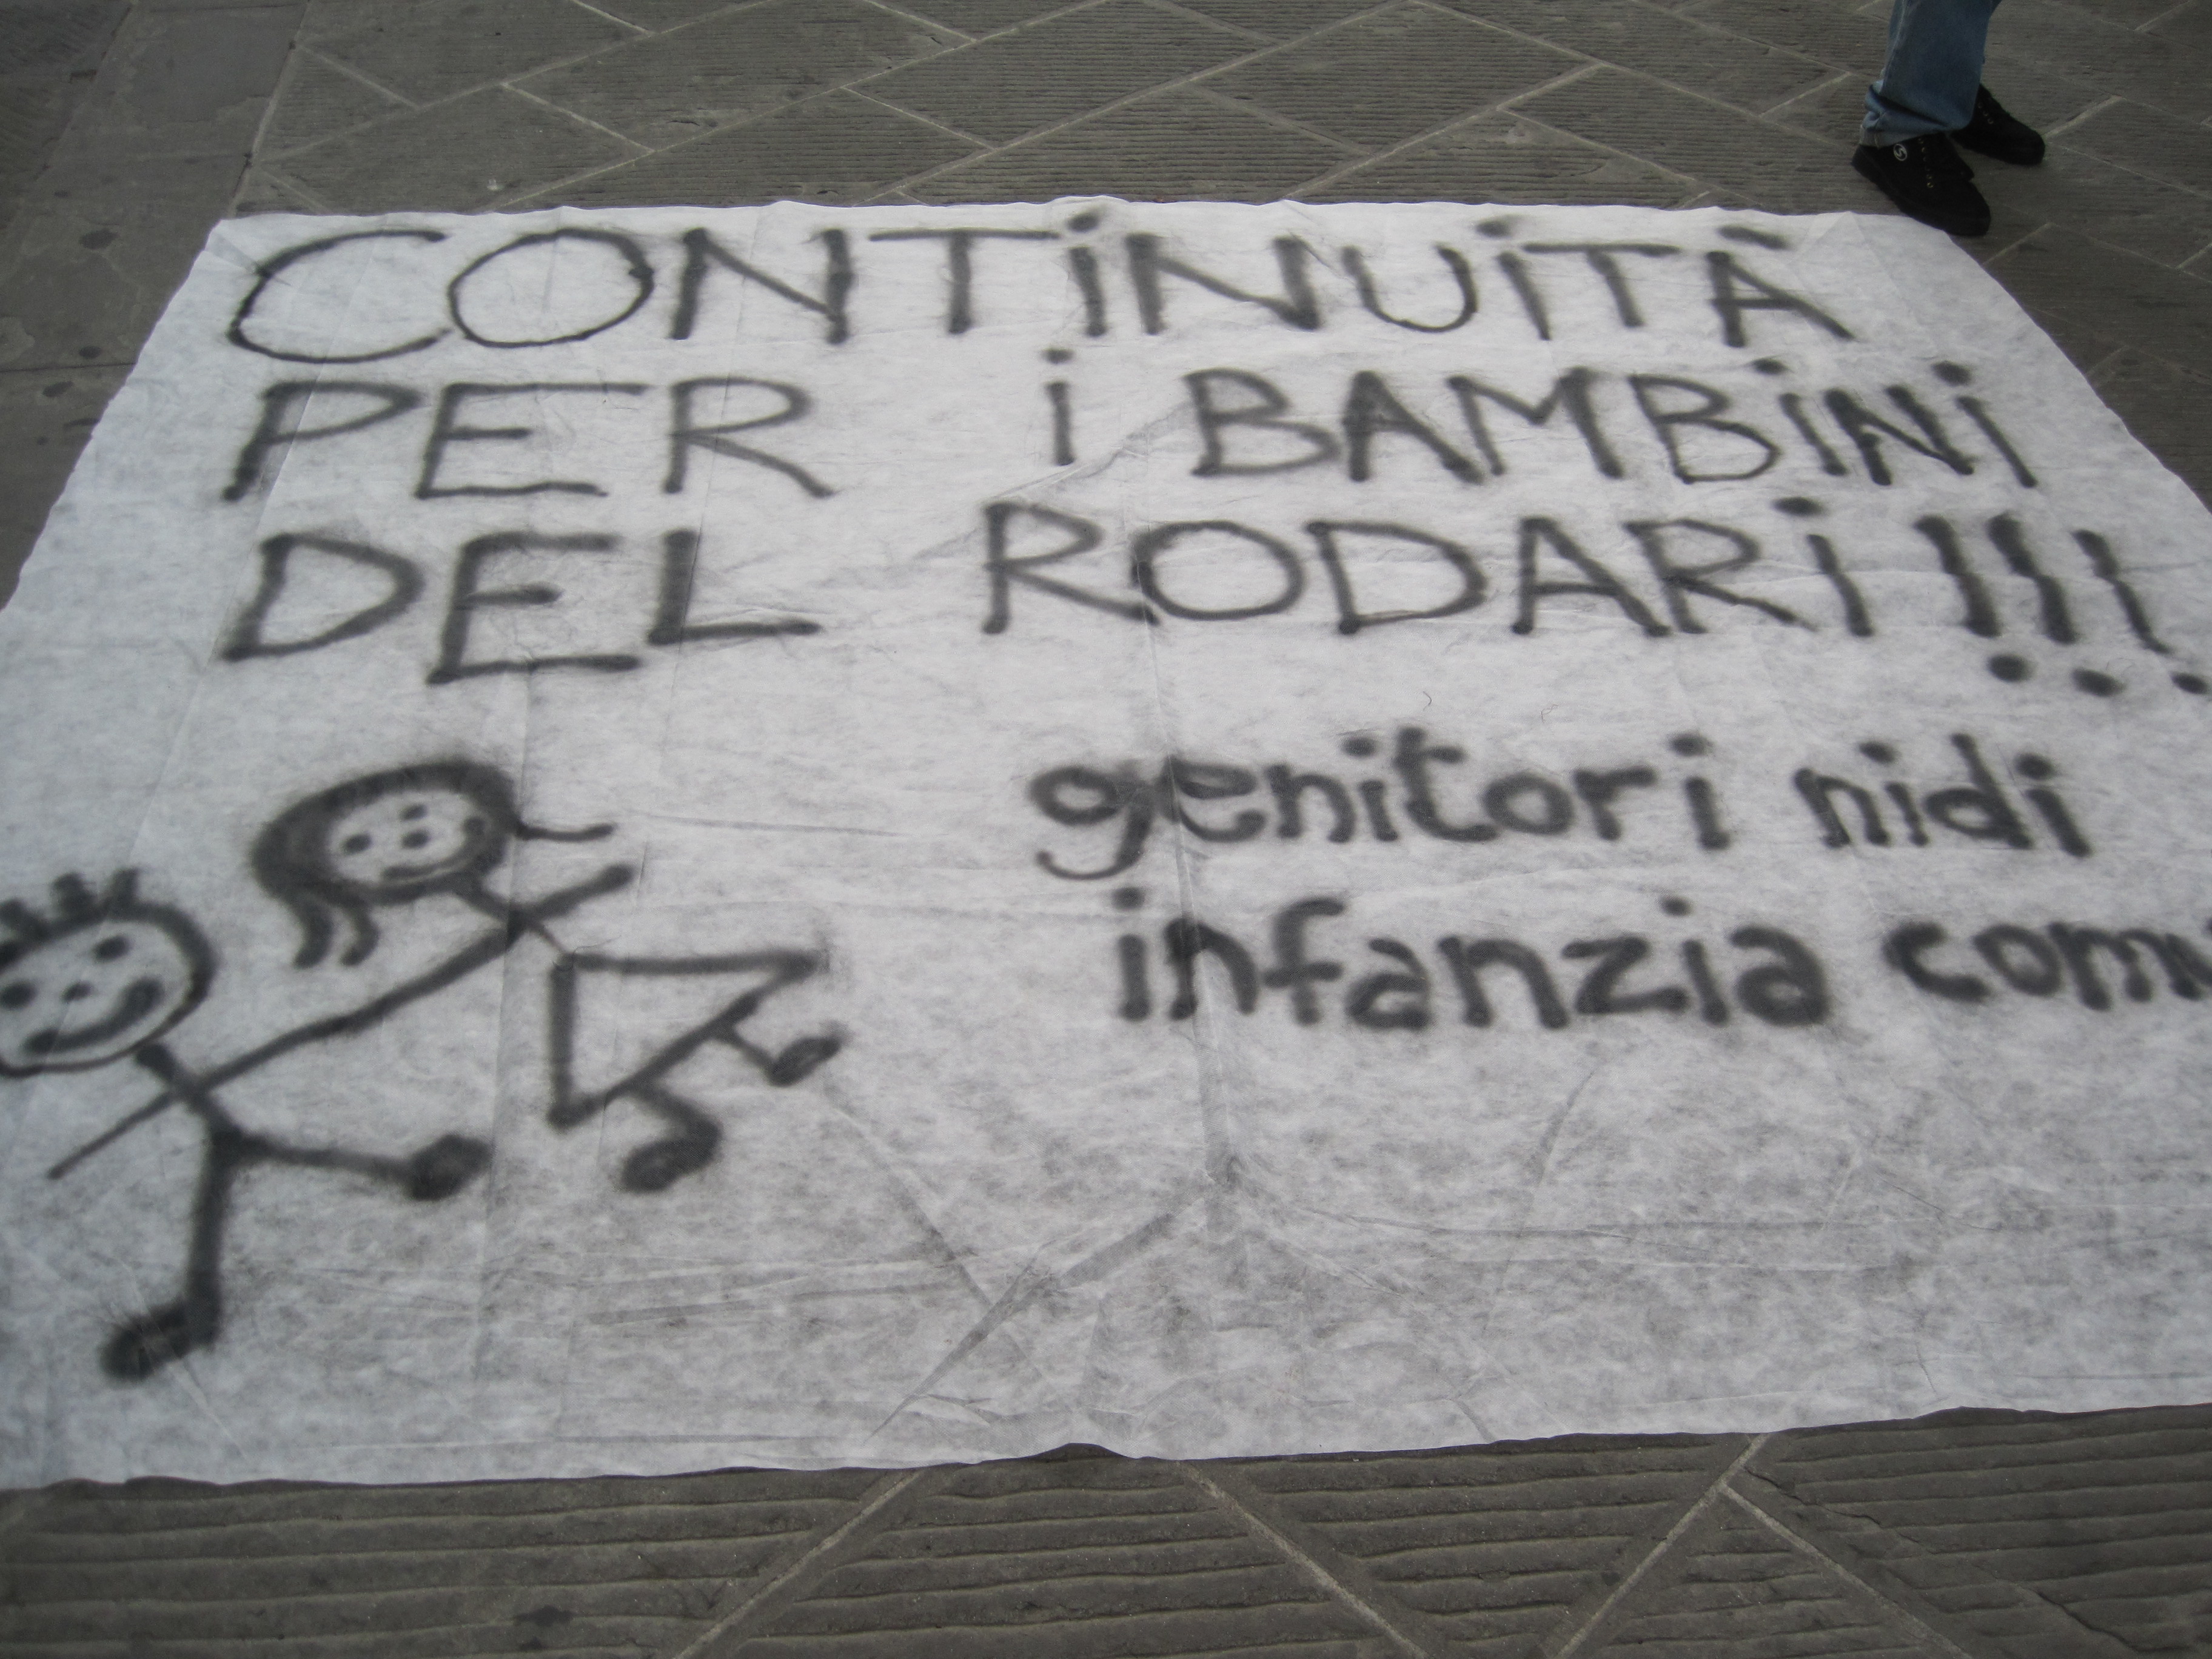 CONTiNUiTÀ
PER i BAMBiNi
DEL RODARi!!!
genitori nidi
infanzia